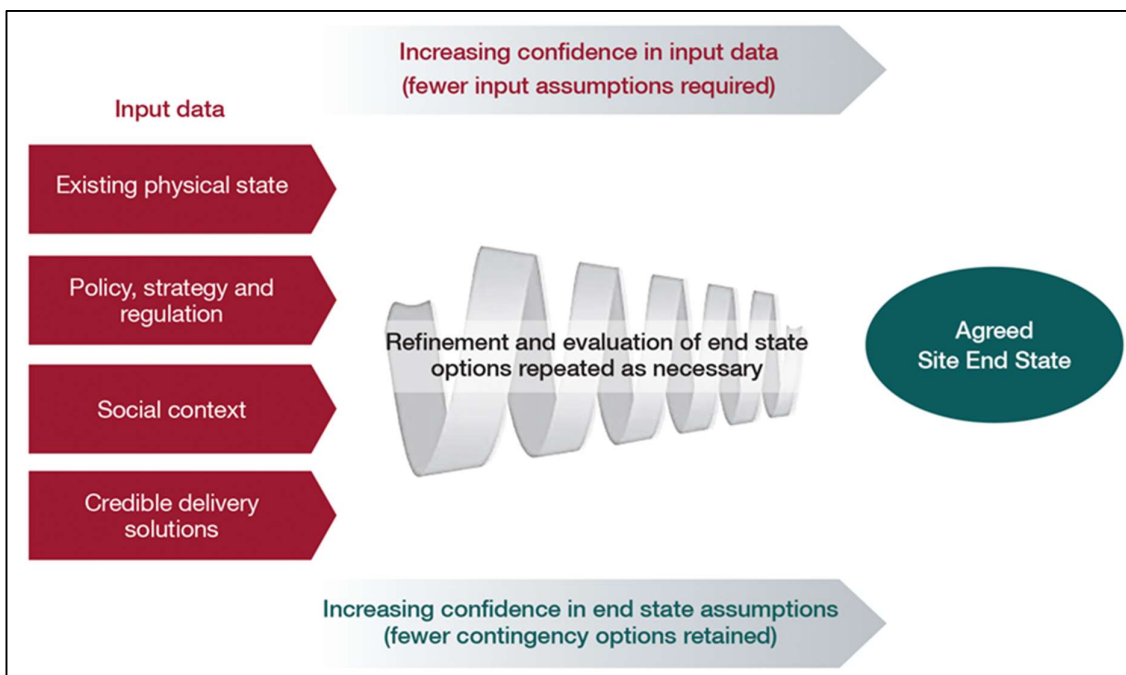 Increasing confidence in input data
(fewer input assumptions required)
Input data
Existing physical state
Policy, strategy and
regulation
Social context
Credible delivery
solutions
Refinement and evaluation of end state
options repeated as necessary
Agreed
Site End State
Increasing confidence in end state assumptions
(fewer contingency options retained)